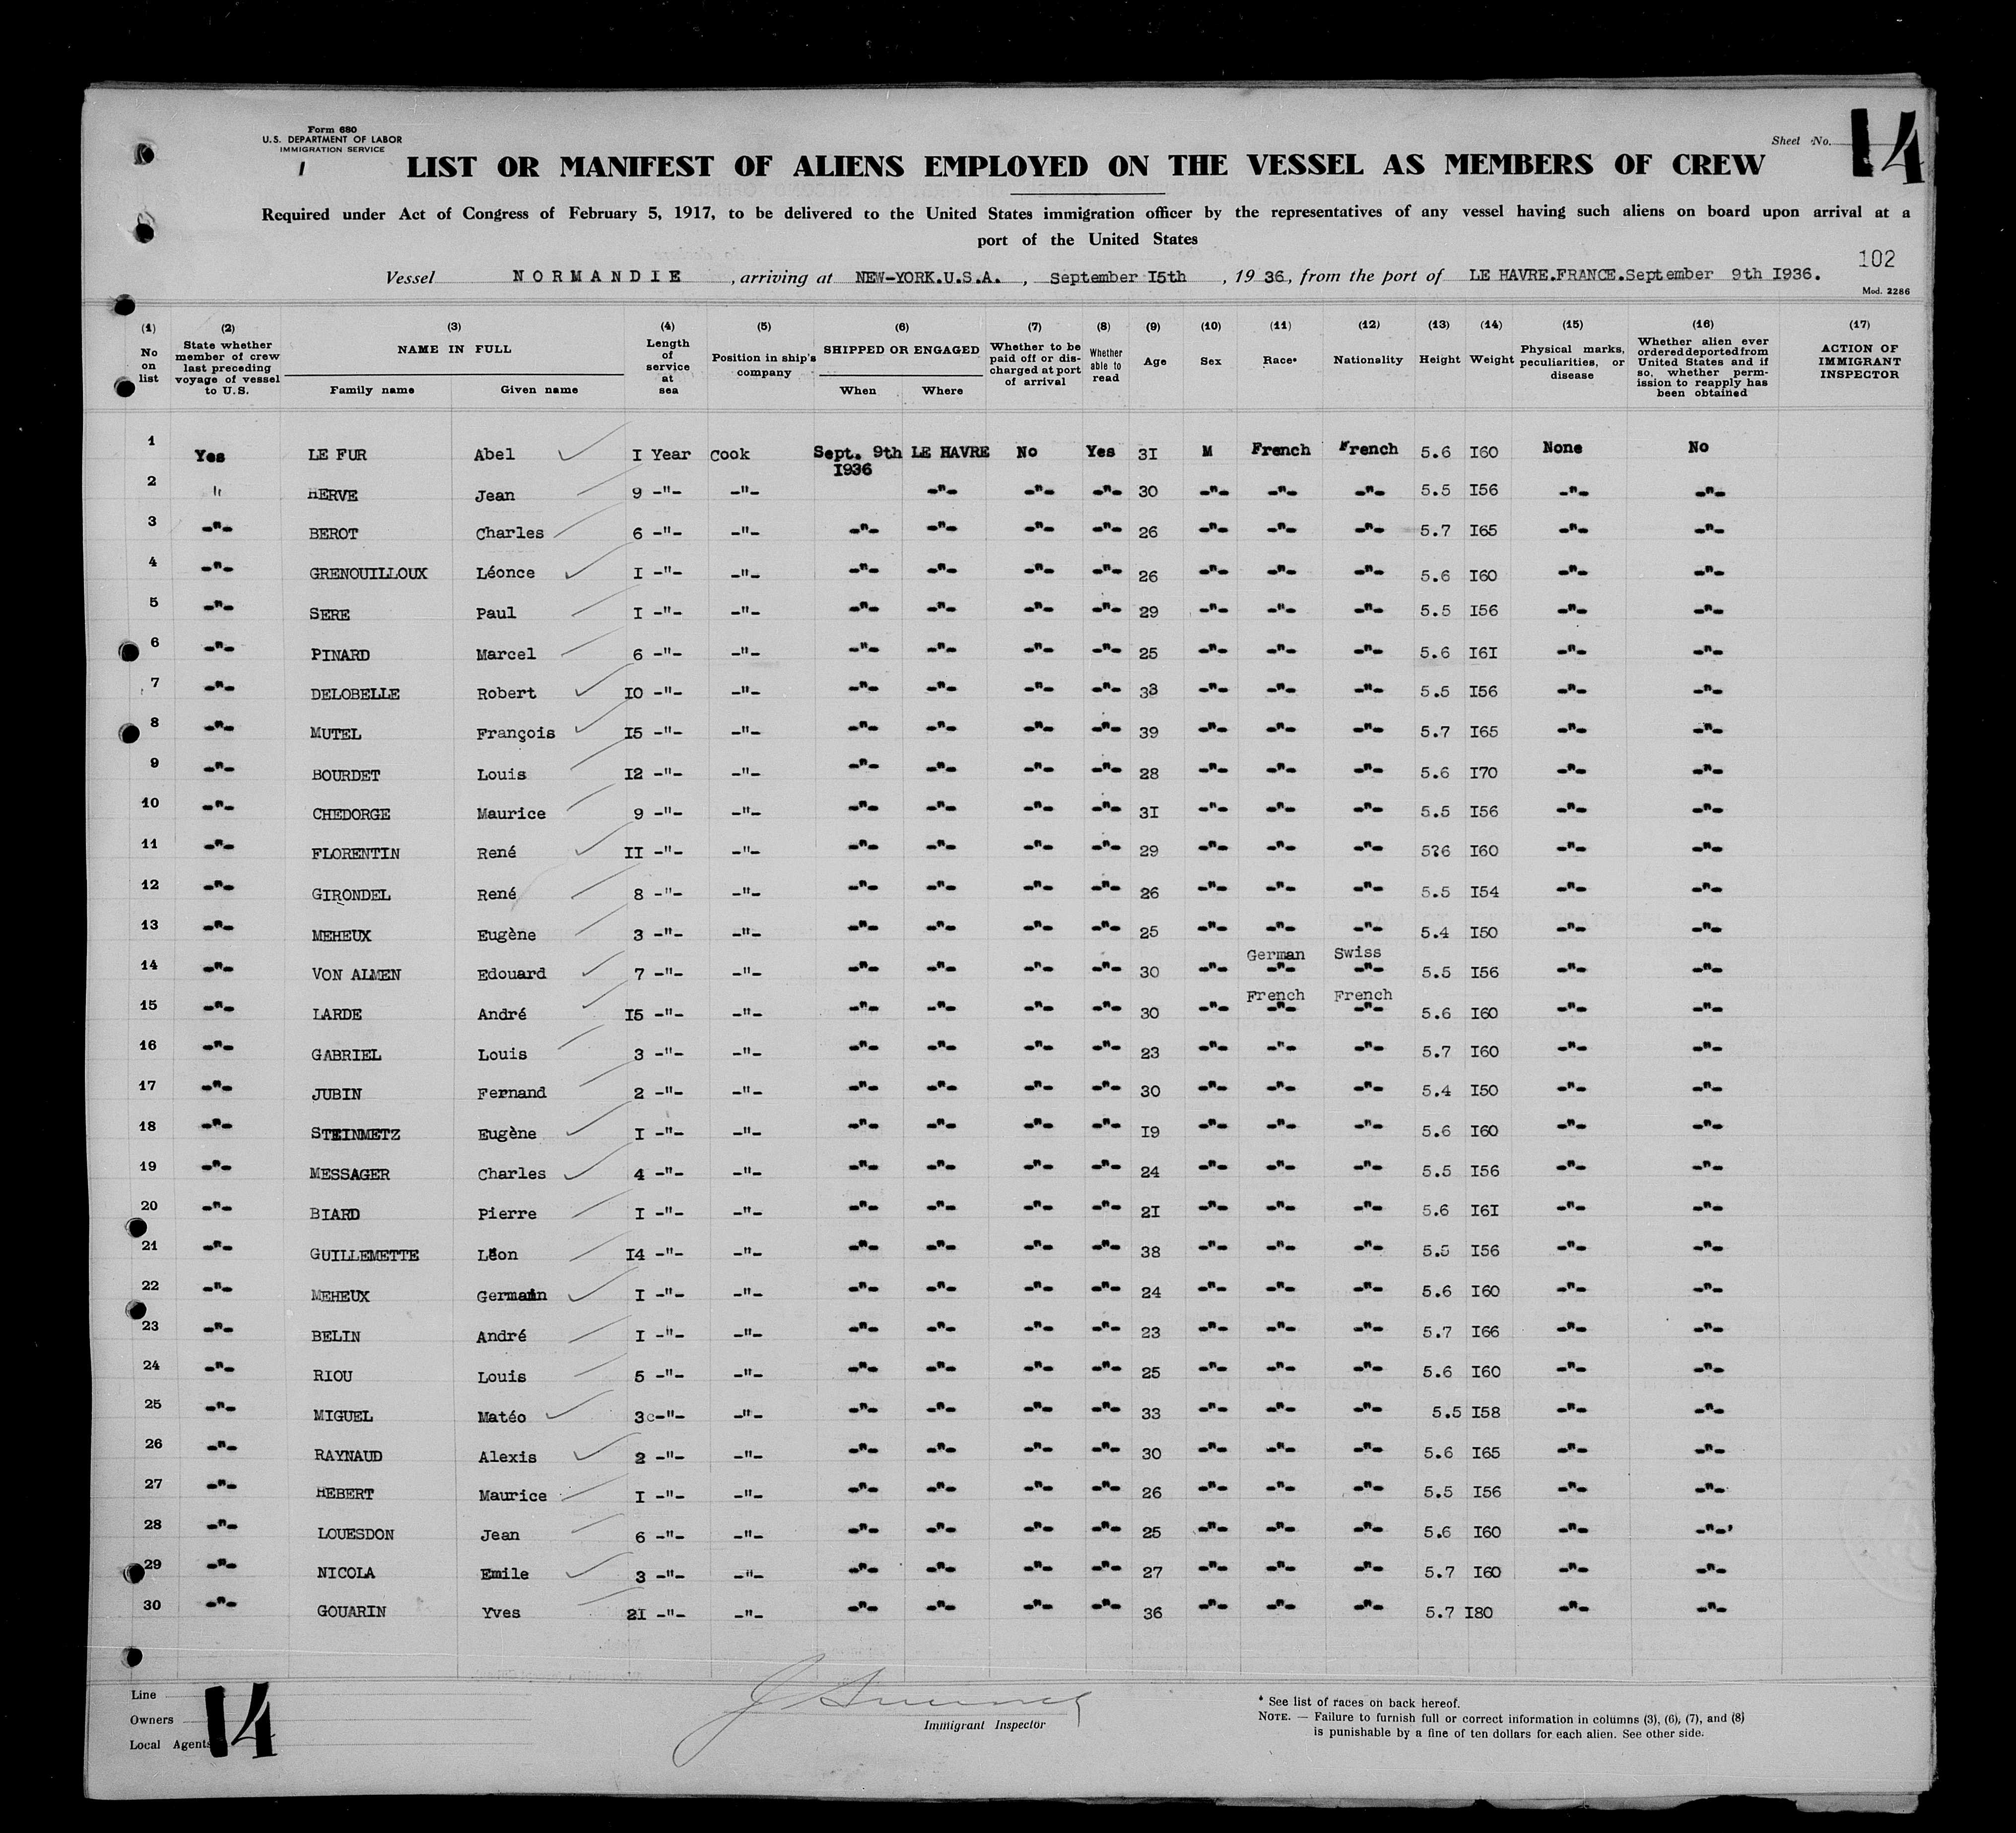 Form 680
U.S. DEPARTMENT OF LABOR
IMMIGRATION SERVICE
Sheet No. 14
LIST OR MANIFEST OF ALIENS EMPLOYED ON THE VESSEL AS MEMBERS OF CREW
Required under Act of Congress of February 5, 1917, to be delivered to the United States immigration officer by the representatives of any vessel having such aliens on board upon arrival at a
port of the United States
102
Vessel NORMANDIE, arriving at NEW-YORK.U.S.A., September I5th, 1936, from the port of LE HAVRE.FRANCE.September 9th I936.
Mod. 2286
(1) No on list
(2) State whether member of crew last preceding voyage of vessel to U.S.
(3) NAME IN FULL Family name Given name
(4) Length of service at sea
(5) Position in ship's company
(6) SHIPPED OR ENGAGED When Where
(7) Whether to be paid off or discharged at port of arrival
(8) Whether able to read
(9) Age
(10) Sex
(11) Race*
(12) Nationality
(13) Height
(14) Weight
(15) Physical marks, peculiarities, or disease
(16) Whether alien ever ordered deported from United States and if so, whether permission to reapply has been obtained
(17) ACTION OF IMMIGRANT INSPECTOR
1 Yes LE FUR Abel I Year Cook Sept. 9th I936 LE HAVRE No Yes 3I M French French 5.6 I60 None No
2 " HERVE Jean 9 -"- -"- -"- -"- -"- 30 -"- -"- -"- 5.5 I56 -"- -"-
3 -"- BEROT Charles 6 -"- -"- -"- -"- -"- -"- 26 -"- -"- -"- 5.7 I65 -"- -"-
4 -"- GRENOUILLOUX Léonce I -"- -"- -"- -"- -"- -"- 26 -"- -"- -"- 5.6 I60 -"- -"-
5 -"- SERE Paul I -"- -"- -"- -"- -"- -"- 29 -"- -"- -"- 5.5 I56 -"- -"-
6 -"- PINARD Marcel 6 -"- -"- -"- -"- -"- -"- 25 -"- -"- -"- 5.6 I6I -"- -"-
7 -"- DELOBELLE Robert IO -"- -"- -"- -"- -"- -"- 33 -"- -"- -"- 5.5 I56 -"- -"-
8 -"- MUTEL François I5 -"- -"- -"- -"- -"- -"- 39 -"- -"- -"- 5.7 I65 -"- -"-
9 -"- BOURDET Louis I2 -"- -"- -"- -"- -"- -"- 28 -"- -"- -"- 5.6 I70 -"- -"-
10 -"- CHEDORGE Maurice 9 -"- -"- -"- -"- -"- -"- 3I -"- -"- -"- 5.5 I56 -"- -"-
11 -"- FLORENTIN René II -"- -"- -"- -"- -"- -"- 29 -"- -"- -"- 5?6 I60 -"- -"-
12 -"- GIRONDEL René 8 -"- -"- -"- -"- -"- -"- 26 -"- -"- -"- 5.5 I54 -"- -"-
13 -"- MEHEUX Eugène 3 -"- -"- -"- -"- -"- -"- 25 -"- -"- -"- 5.4 I50 -"- -"-
14 -"- VON ALMEN Edouard 7 -"- -"- -"- -"- -"- -"- 30 -"- German -"- Swiss -"- 5.5 I56 -"- -"-
15 -"- LARDE André I5 -"- -"- -"- -"- -"- -"- 30 -"- French -"- French -"- 5.6 I60 -"- -"-
16 -"- GABRIEL Louis 3 -"- -"- -"- -"- -"- -"- 23 -"- -"- -"- 5.7 I60 -"- -"-
17 -"- JUBIN Fernand 2 -"- -"- -"- -"- -"- -"- 30 -"- -"- -"- 5.4 I50 -"- -"-
18 -"- STEINMETZ Eugène I -"- -"- -"- -"- -"- -"- I9 -"- -"- -"- 5.6 I60 -"- -"-
19 -"- MESSAGER Charles 4 -"- -"- -"- -"- -"- -"- 24 -"- -"- -"- 5.5 I56 -"- -"-
20 -"- BIARD Pierre I -"- -"- -"- -"- -"- -"- 2I -"- -"- -"- 5.6 I6I -"- -"-
21 -"- GUILLEMETTE Léon I4 -"- -"- -"- -"- -"- -"- 38 -"- -"- -"- 5.5 I56 -"- -"-
22 -"- MEHEUX Germain I -"- -"- -"- -"- -"- -"- 24 -"- -"- -"- 5.6 I60 -"- -"-
23 -"- BELIN André I -"- -"- -"- -"- -"- -"- 23 -"- -"- -"- 5.7 I66 -"- -"-
24 -"- RIOU Louis 5 -"- -"- -"- -"- -"- -"- 25 -"- -"- -"- 5.6 I60 -"- -"-
25 -"- MIGUEL Matéo 3 -"- -"- -"- -"- -"- -"- 33 -"- -"- -"- 5.5 I58 -"- -"-
26 -"- RAYNAUD Alexis 2 -"- -"- -"- -"- -"- -"- 30 -"- -"- -"- 5.6 I65 -"- -"-
27 -"- HEBERT Maurice I -"- -"- -"- -"- -"- -"- 26 -"- -"- -"- 5.5 I56 -"- -"-
28 -"- LOUESDON Jean 6 -"- -"- -"- -"- -"- -"- 25 -"- -"- -"- 5.6 I60 -"- -"-
29 -"- NICOLA Emile 3 -"- -"- -"- -"- -"- -"- 27 -"- -"- -"- 5.7 I60 -"- -"-
30 -"- GOUARIN Yves 2I -"- -"- -"- -"- -"- -"- 36 -"- -"- -"- 5.7 I80 -"- -"-
Line
Owners
Local Agents
14
Immigrant Inspector
* See list of races on back hereof.
NOTE. — Failure to furnish full or correct information in columns (3), (6), (7), and (8)
is punishable by a fine of ten dollars for each alien. See other side.